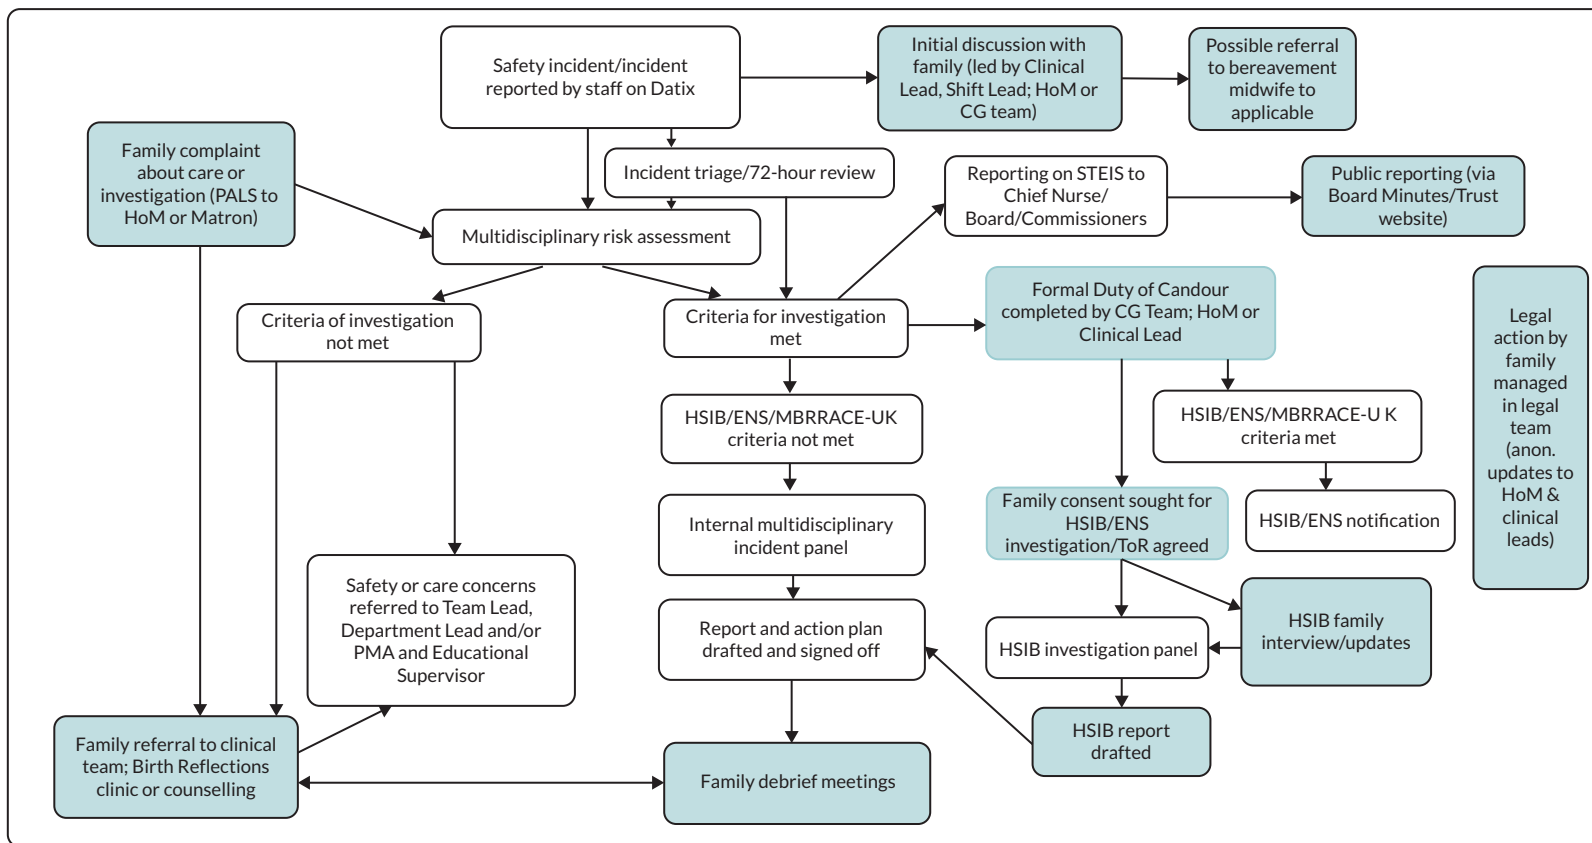 Safety incident/incident
reported by staff on Datix
Initial discussion with
family (led by Clinical
Lead, Shift Lead; HoM or
CG team)
Possible referral
to bereavement
midwife to
applicable
Family complaint
about care or
investigation (PALS to
HoM or Matron)
Incident triage/72-hour review
Reporting on STEIS to
Chief Nurse/
Board/Commissioners
Public reporting (via
Board Minutes/Trust
website)
Multidisciplinary risk assessment
Criteria of investigation
not met
Criteria for investigation
met
Formal Duty of Candour
completed by CG Team; HoM or
Clinical Lead
Legal
action by
family
managed
in legal
team
(anon.
updates to
HoM &
clinical
leads)
HSIB/ENS/MBRRACE-UK
criteria not met
HSIB/ENS/MBRRACE-U K
criteria met
Internal multidisciplinary
incident panel
Family consent sought for
HSIB/ENS
investigation/ToR agreed
HSIB/ENS notification
Safety or care concerns
referred to Team Lead,
Department Lead and/or
PMA and Educational
Supervisor
Report and action plan
drafted and signed off
HSIB investigation panel
HSIB family
interview/updates
Family referral to clinical
team; Birth Reflections
clinic or counselling
Family debrief meetings
HSIB report
drafted